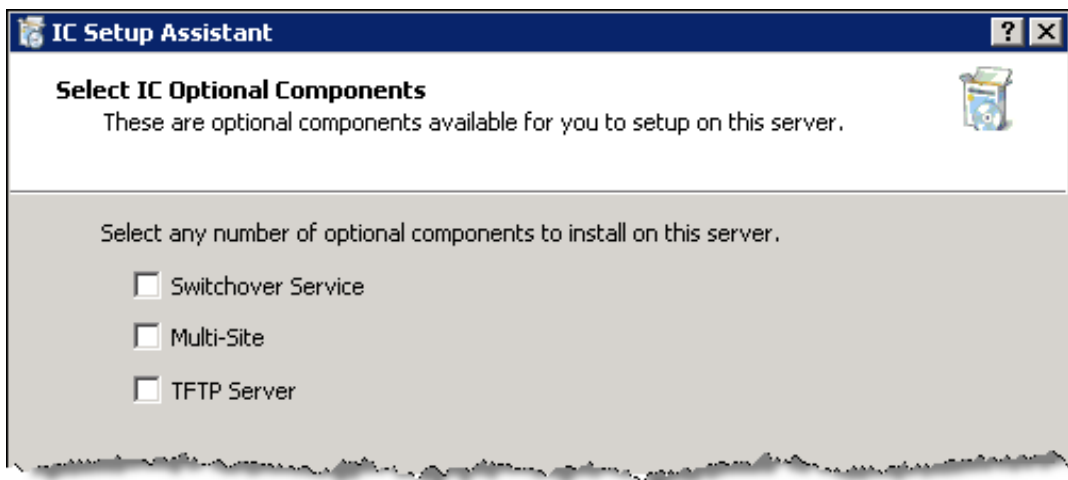 IC Setup Assistant
Select IC Optional Components
These are optional components available for you to setup on this server.
Select any number of optional components to install on this server.
Switchover Service
Multi-Site
TFTP Server